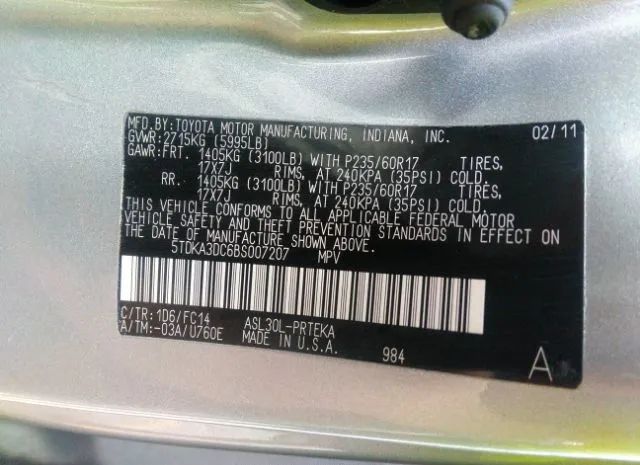 MFD.BY:TOYOTA MOTOR MANUFACTURING, INDIANA, INC. 02/11
GVWR:2715KG (5995LB)
GAWR:FRT. 1405KG (3100LB) WITH P235/60R17 TIRES,
17X7J RIMS, AT 240KPA (35PSI) COLD.
RR: 1405KG (3100LB) WITH P235/60R17 TIRES,
17X7J RIMS, AT 240KPA (35PSI) COLD.
THIS VEHICLE CONFORMS TO ALL APPLICABLE FEDERAL MOTOR
VEHICLE SAFETY AND THEFT PREVENTION STANDARDS IN EFFECT ON
THE DATE OF MANUFACTURE SHOWN ABOVE.
5TDKA3DC6BS007207 MPV
C/TR: 1D6/FC14 ASL30L-PRTEKA
A/TM:-03A/U760E MADE IN U.S.A.
984 A